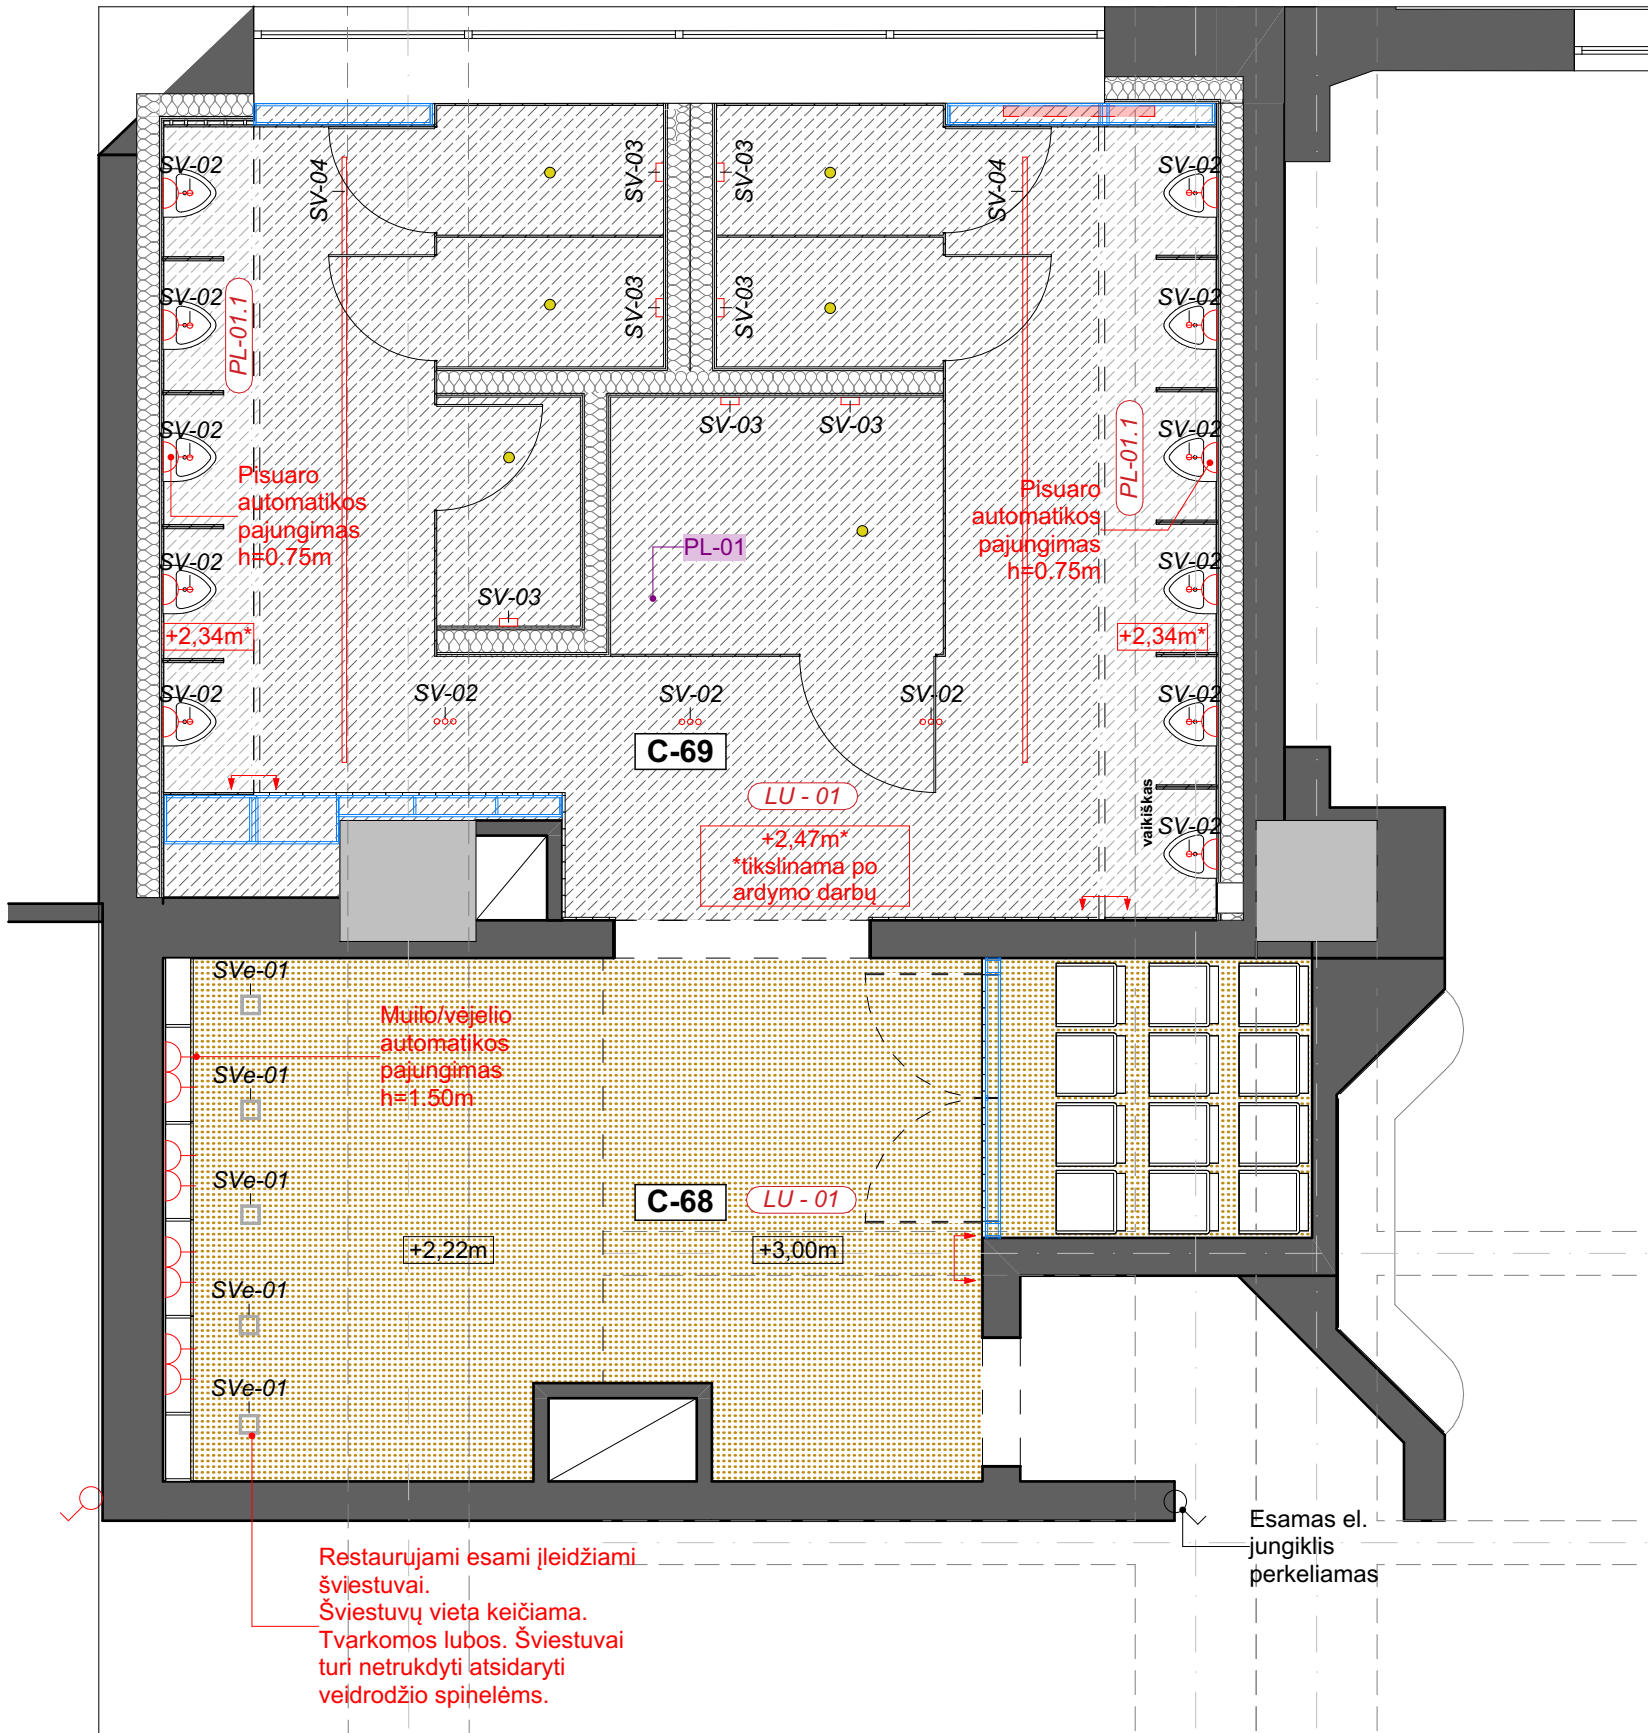 SV-02
SV-04
SV-03
SV-03
SV-04
SV-02
SV-02
PL-01.1
SV-03
SV-03
SV-02
SV-02
SV-03
SV-03
PL-01.1
SV-02
Pisuaro
automatikos
pajungimas
h=0.75m
Pisuaro
automatikos
pajungimas
h=0.75m
PL-01
SV-02
SV-03
SV-02
+2,34m*
+2,34m*
SV-02
SV-02
SV-02
SV-02
SV-02
C-69
LU - 01
vaikiškas
SV-02
+2,47m*
*tikslinama po
ardymo darbų
SVe-01
Muilo/vėjelio
automatikos
pajungimas
h=1.50m
SVe-01
SVe-01
C-68
LU - 01
+2,22m
+3,00m
SVe-01
SVe-01
Esamas el.
jungiklis
perkeliamas
Restaurujami esami įleidžiami
šviestuvai.
Šviestuvų vieta keičiama.
Tvarkomos lubos. Šviestuvai
turi netrukdyti atsidaryti
veidrodžio spinelėms.